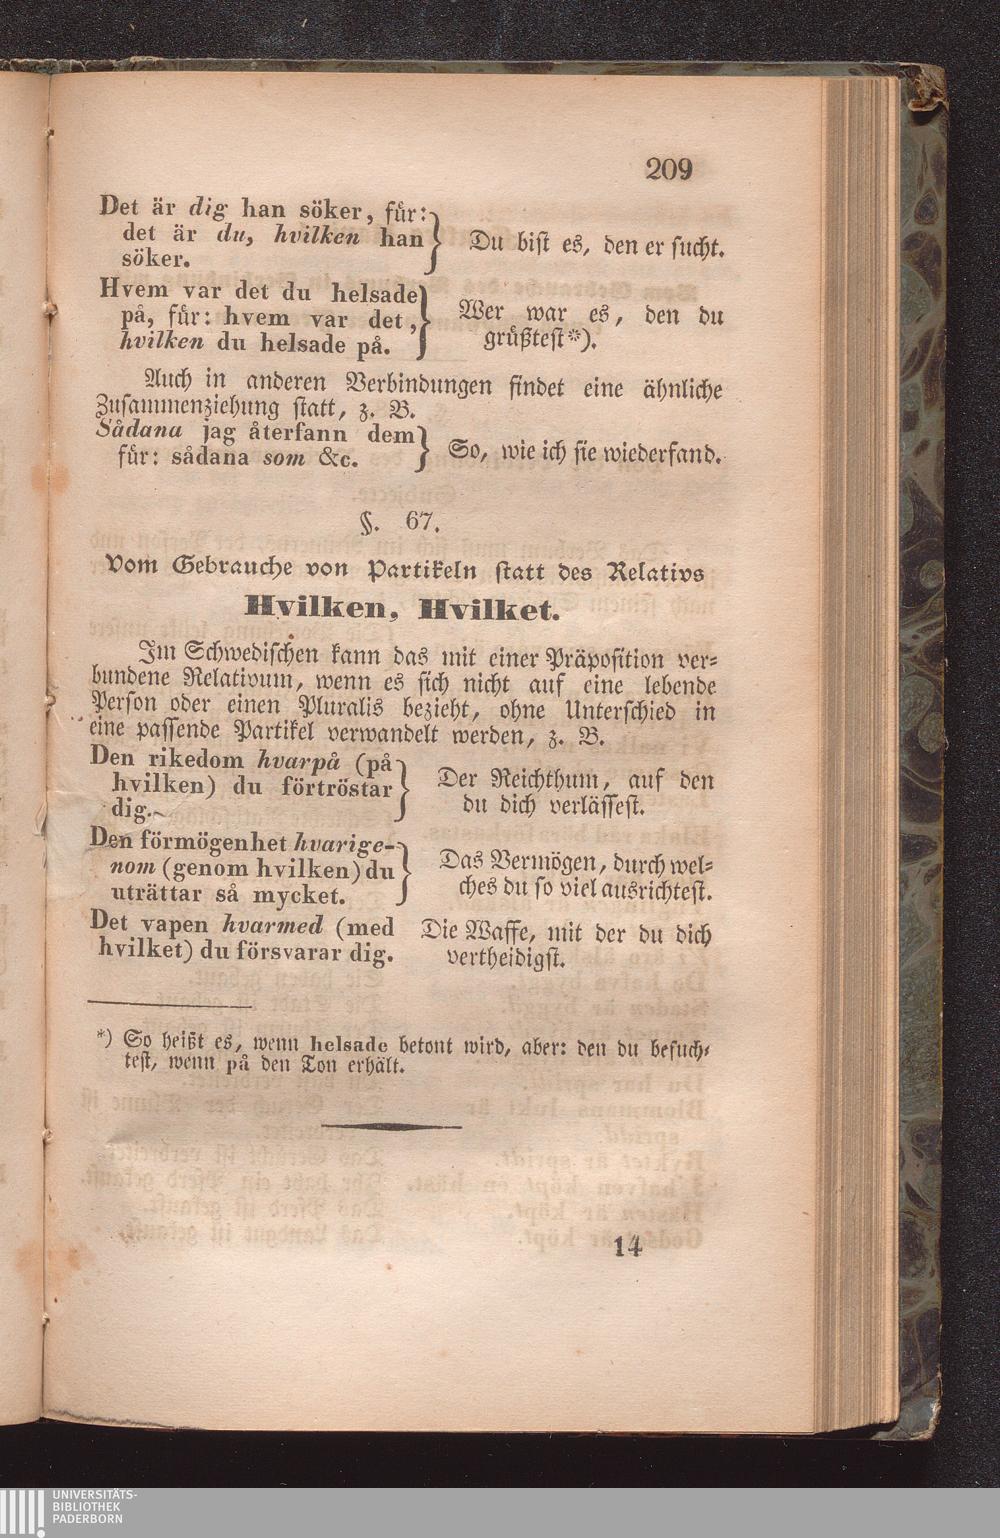 209
Det är dig han söker, für:
det är du, hvilken han
söker.
Du bist es, den er sucht.
Hvem var det du helsade
på, für: hvem var det,
hvilken du helsade på.
Wer war es, den du
grüßtest*).
Auch in anderen Verbindungen findet eine ähnliche
Zusammenziehung statt, z. B.
Sådana jag återfann dem
für: sådana som &c.
So, wie ich sie wiederfand.
§. 67.
Vom Gebrauche von Partikeln statt des Relativs
Hvilken, Hvilket.
Im Schwedischen kann das mit einer Präposition ver-
bundene Relativum, wenn es sich nicht auf eine lebende
Person oder einen Pluralis bezieht, ohne Unterschied in
eine passende Partikel verwandelt werden, z. B.
Den rikedom hvarpå (på
hvilken) du förtröstar
dig.
Der Reichthum, auf den
du dich verlässest.
Den förmögenhet hvarige-
nom (genom hvilken) du
uträttar så mycket.
Das Vermögen, durch wel-
ches du so viel ausrichtest.
Det vapen hvarmed (med
hvilket) du försvarar dig.
Die Waffe, mit der du dich
vertheidigst.
*) So heißt es, wenn helsade betont wird, aber: den du besuch-
test, wenn på den Ton erhält.
14
UNIVERSITÄTS-
BIBLIOTHEK
PADERBORN